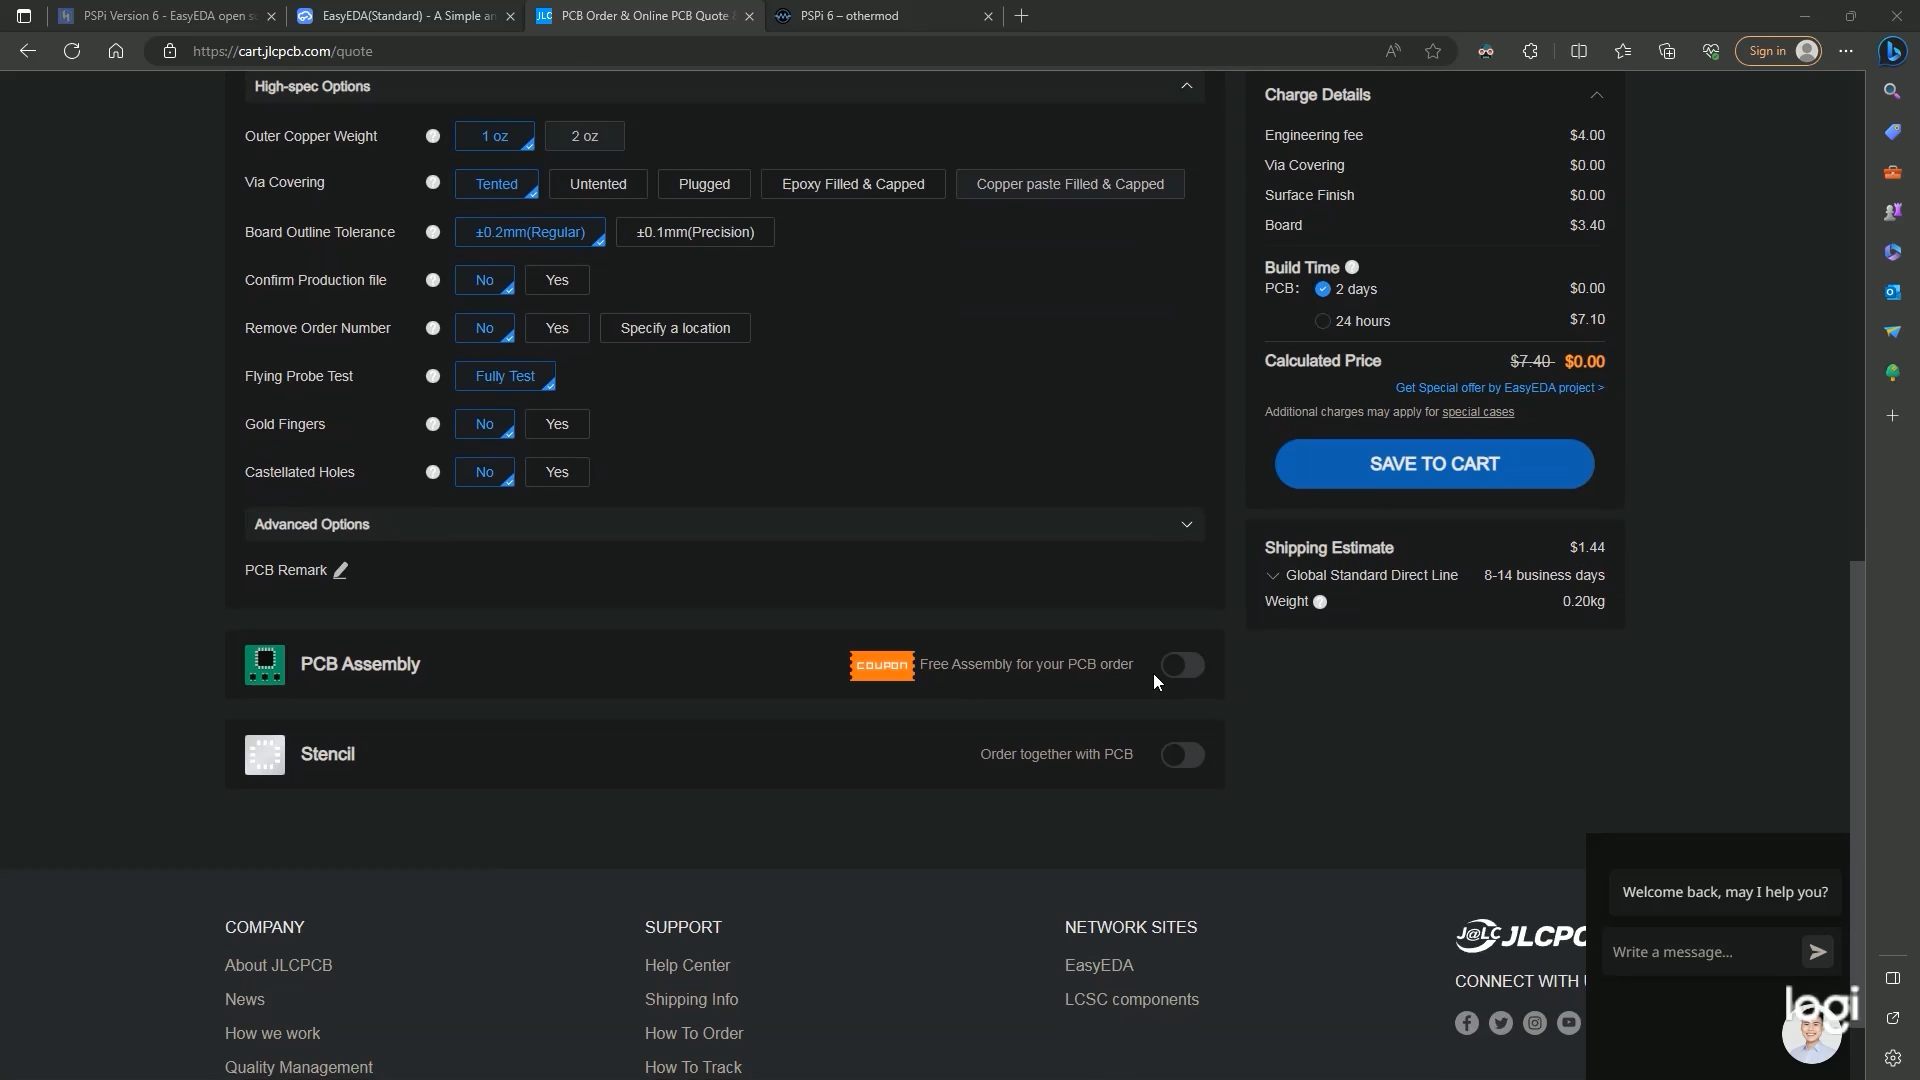 PSPi Version 6 - EasyEDA open s
EasyEDA(Standard) - A Simple an
JLC PCB Order & Online PCB Quote &
PSPi 6 – othermod
https://cart.jlcpcb.com/quote
Sign in
High-spec Options
Outer Copper Weight ? 1 oz 2 oz
Via Covering ? Tented Untented Plugged Epoxy Filled & Capped Copper paste Filled & Capped
Board Outline Tolerance ? ±0.2mm(Regular) ±0.1mm(Precision)
Confirm Production file ? No Yes
Remove Order Number ? No Yes Specify a location
Flying Probe Test ? Fully Test
Gold Fingers ? No Yes
Castellated Holes ? No Yes
Advanced Options
PCB Remark
PCB Assembly
COUPON Free Assembly for your PCB order
Stencil
Order together with PCB
Charge Details
Engineering fee $4.00
Via Covering $0.00
Surface Finish $0.00
Board $3.40
Build Time ?
PCB: 2 days $0.00
24 hours $7.10
Calculated Price $7.40 $0.00
Get Special offer by EasyEDA project >
Additional charges may apply for special cases
SAVE TO CART
Shipping Estimate $1.44
Global Standard Direct Line 8-14 business days
Weight ? 0.20kg
COMPANY
About JLCPCB
News
How we work
Quality Management
SUPPORT
Help Center
Shipping Info
How To Order
How To Track
NETWORK SITES
EasyEDA
LCSC components
J@LC JLCPC
CONNECT WITH U
Welcome back, may I help you?
Write a message...
logi